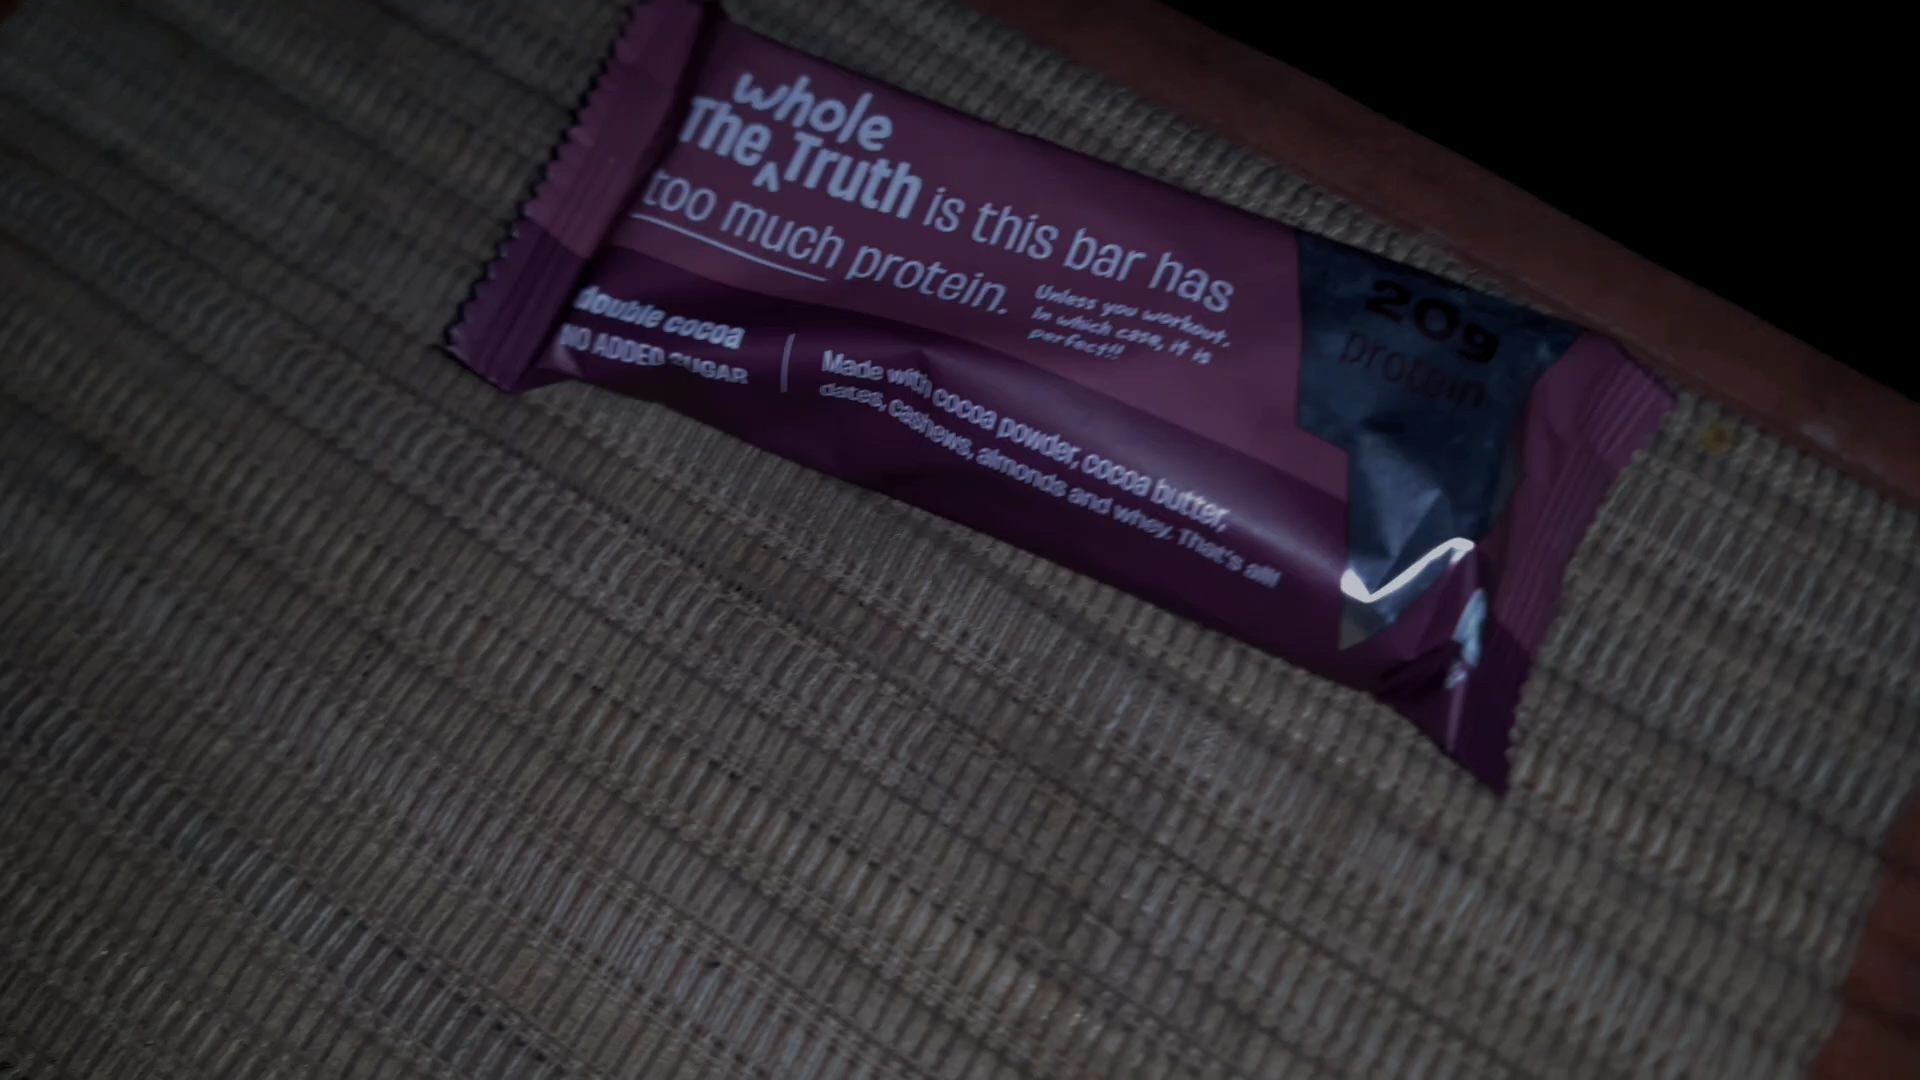 The whole Truth is this bar has
too much protein.
Unless you workout.
In which case, it is
perfect!!
20g
protein
double cocoa
NO ADDED SUGAR
Made with cocoa powder, cocoa butter,
dates, cashews, almonds and whey. That's all!